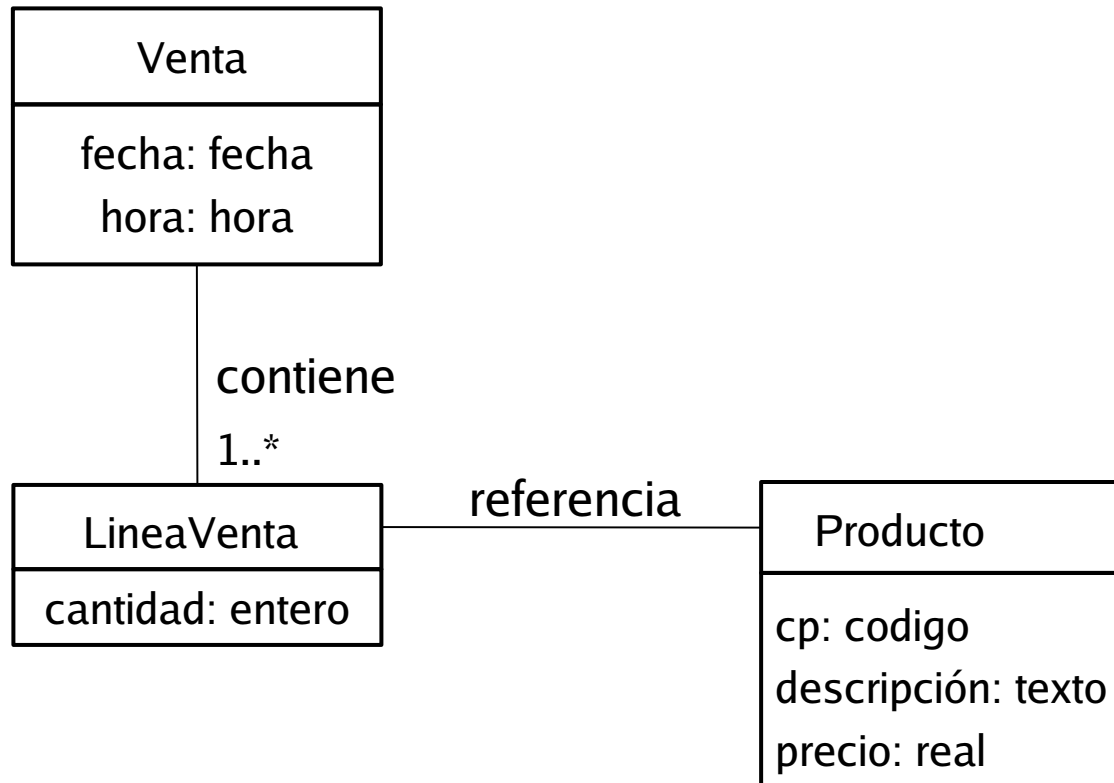 Venta
fecha: fecha
hora: hora
contiene
1..*
LineaVenta
cantidad: entero
referencia
Producto
cp: codigo
descripción: texto
precio: real